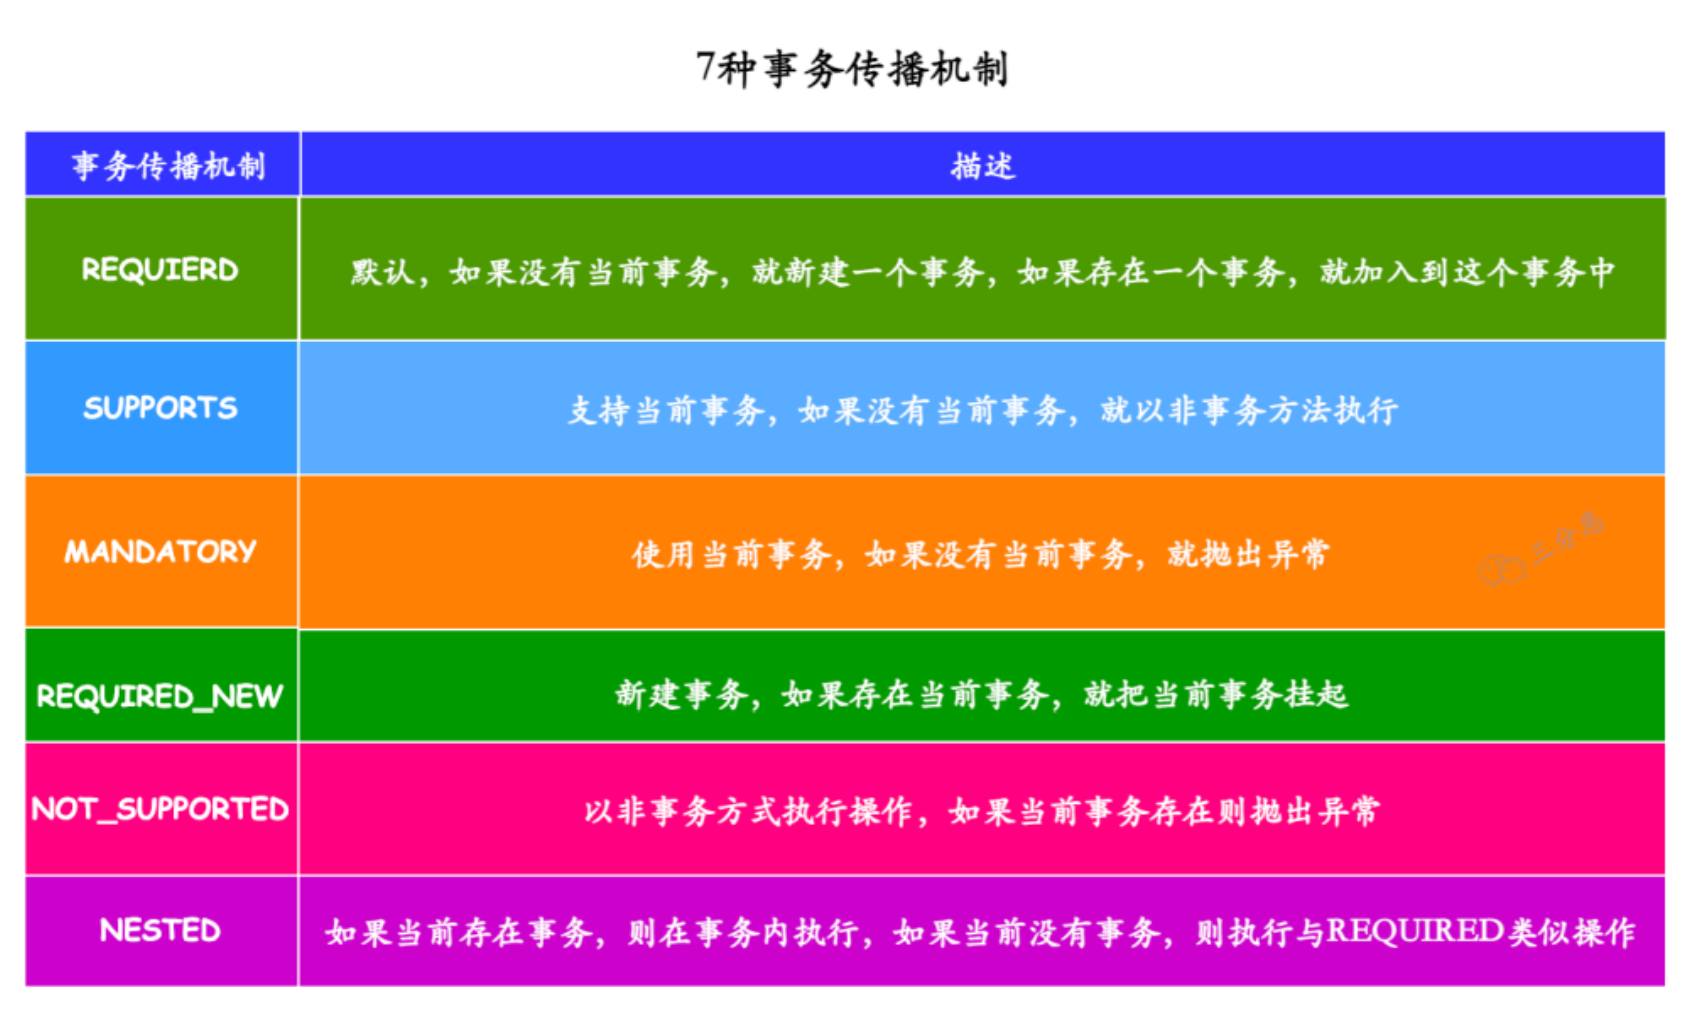 7种事务传播机制
事务传播机制 描述
REQUIERD 默认，如果没有当前事务，就新建一个事务，如果存在一个事务，就加入到这个事务中
SUPPORTS 支持当前事务，如果没有当前事务，就以非事务方法执行
MANDATORY 使用当前事务，如果没有当前事务，就抛出异常
三分恶
REQUIRED_NEW 新建事务，如果存在当前事务，就把当前事务挂起
NOT_SUPPORTED 以非事务方式执行操作，如果当前事务存在则抛出异常
NESTED 如果当前存在事务，则在事务内执行，如果当前没有事务，则执行与REQUIRED类似操作